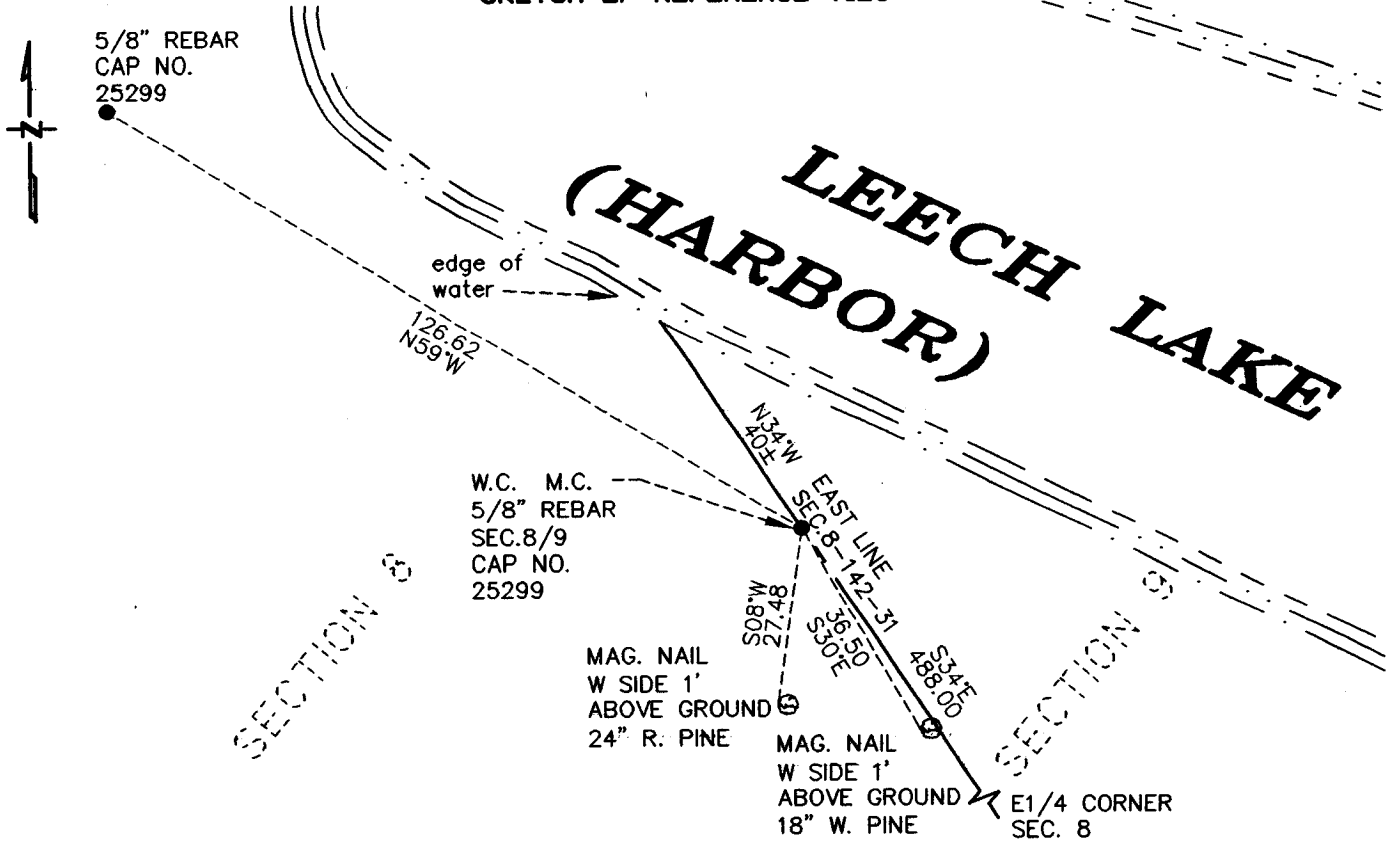 5/8" REBAR
CAP NO.
25299
N
LEECH LAKE
(HARBOR)
edge of
water
126.62
N59°W
N34°W
40±
W.C. M.C.
5/8" REBAR
SEC.8/9
CAP NO.
25299
EAST LINE
SEC.8-142-31
S08°W
27.48
36.50
S30°E
S34°E
488.00
SECTION 8
SECTION 9
MAG. NAIL
W SIDE 1'
ABOVE GROUND
24" R. PINE
MAG. NAIL
W SIDE 1'
ABOVE GROUND
18" W. PINE
E1/4 CORNER
SEC. 8